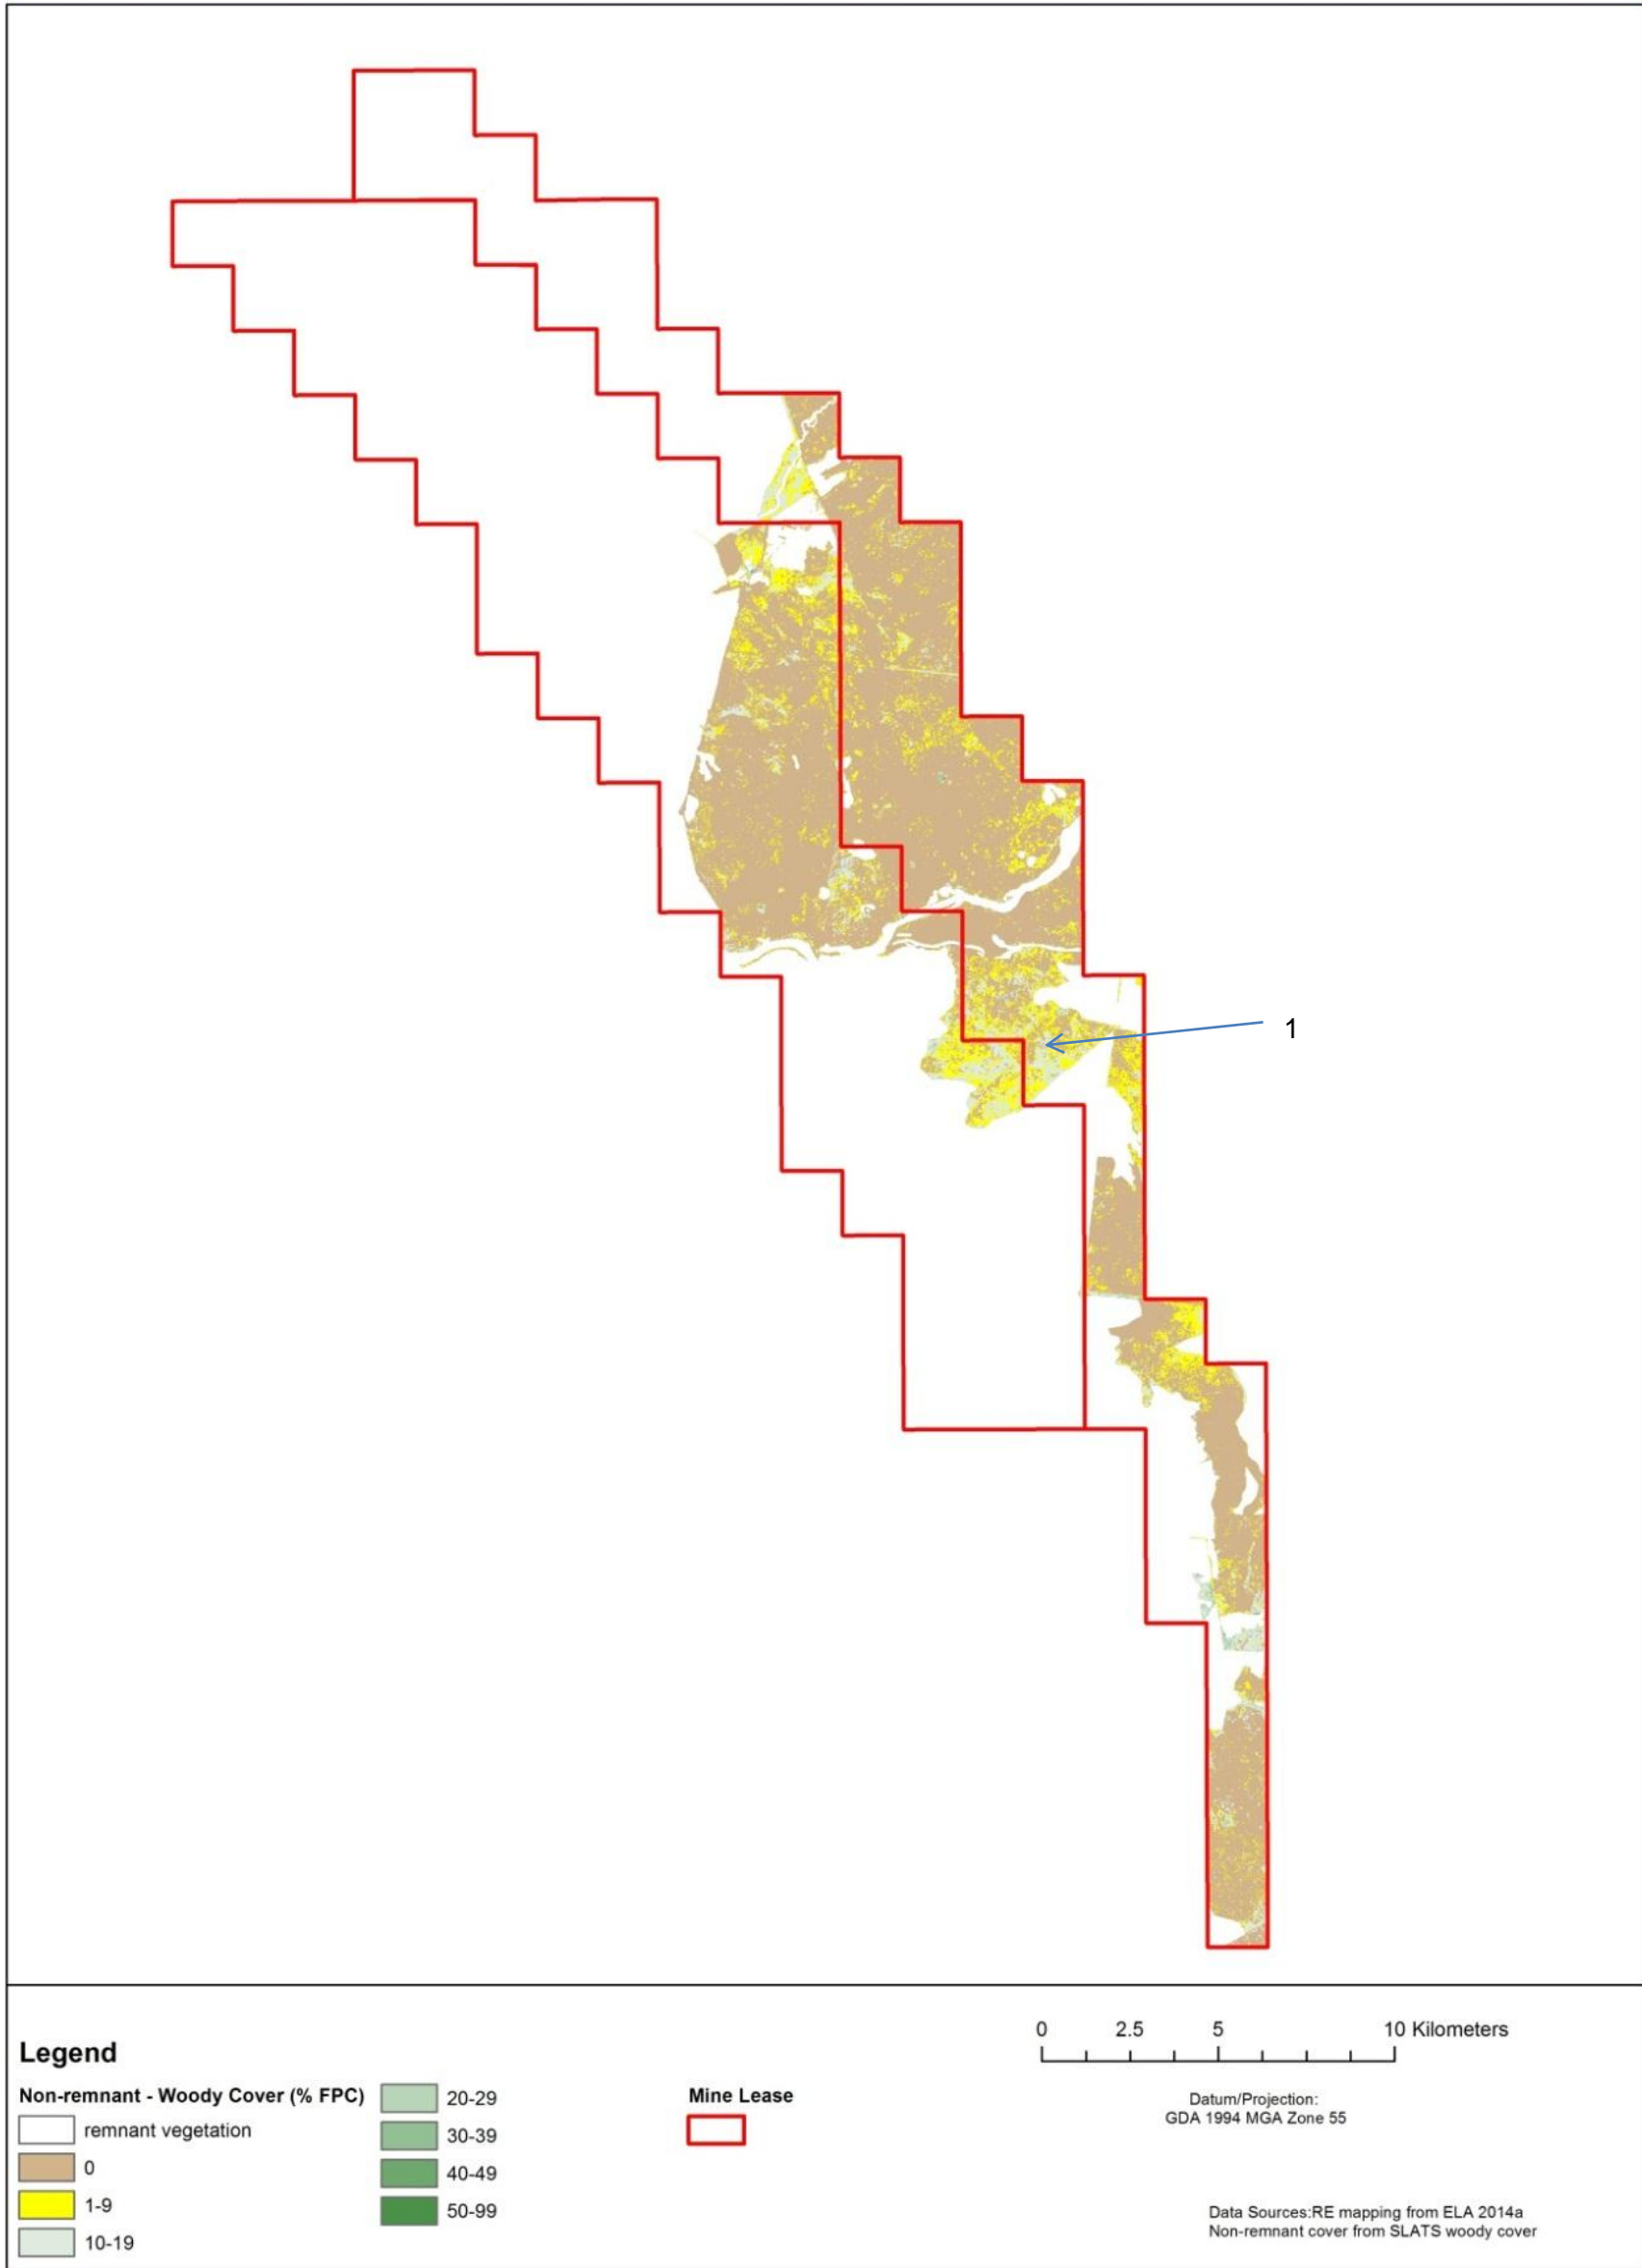 1
Legend
Non-remnant - Woody Cover (% FPC)
remnant vegetation
0
1-9
10-19
20-29
30-39
40-49
50-99
Mine Lease
0 2.5 5 10 Kilometers
Datum/Projection:
GDA 1994 MGA Zone 55
Data Sources:RE mapping from ELA 2014a
Non-remnant cover from SLATS woody cover